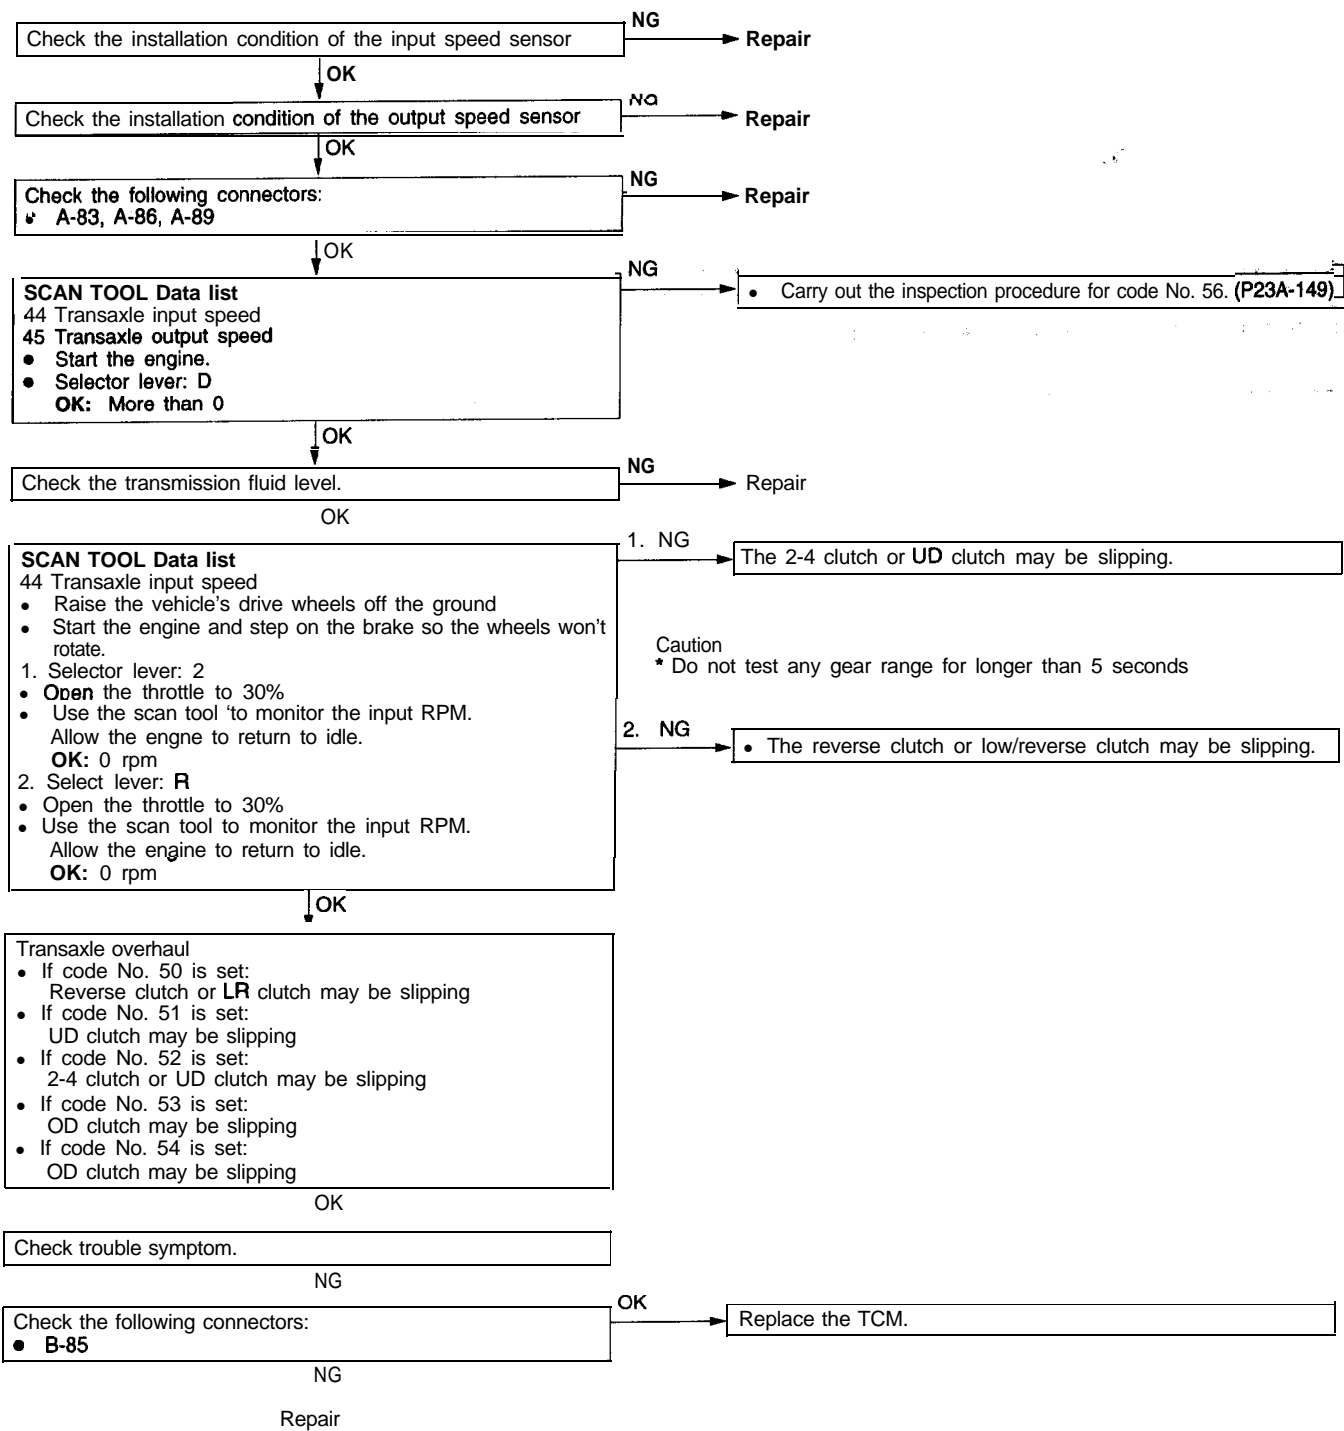 Check the installation condition of the input speed sensor
NG
Repair
OK
Check the installation condition of the output speed sensor
NG
Repair
OK
Check the following connectors:
• A-83, A-86, A-89
NG
Repair
OK
SCAN TOOL Data list
44 Transaxle input speed
45 Transaxle output speed
• Start the engine.
• Selector lever: D
OK: More than 0
NG
• Carry out the inspection procedure for code No. 56. (P23A-149)
OK
Check the transmission fluid level.
NG
Repair
OK
SCAN TOOL Data list
44 Transaxle input speed
• Raise the vehicle's drive wheels off the ground
• Start the engine and step on the brake so the wheels won't
rotate.
1. Selector lever: 2
• Open the throttle to 30%
• Use the scan tool ‘to monitor the input RPM.
Allow the engne to return to idle.
OK: 0 rpm
2. Select lever: R
• Open the throttle to 30%
• Use the scan tool to monitor the input RPM.
Allow the engine to return to idle.
OK: 0 rpm
1. NG
The 2-4 clutch or UD clutch may be slipping.
Caution
* Do not test any gear range for longer than 5 seconds
2. NG
• The reverse clutch or low/reverse clutch may be slipping.
OK
Transaxle overhaul
• If code No. 50 is set:
Reverse clutch or LR clutch may be slipping
• If code No. 51 is set:
UD clutch may be slipping
• If code No. 52 is set:
2-4 clutch or UD clutch may be slipping
• If code No. 53 is set:
OD clutch may be slipping
• If code No. 54 is set:
OD clutch may be slipping
OK
Check trouble symptom.
NG
Check the following connectors:
• B-85
OK
Replace the TCM.
NG
Repair